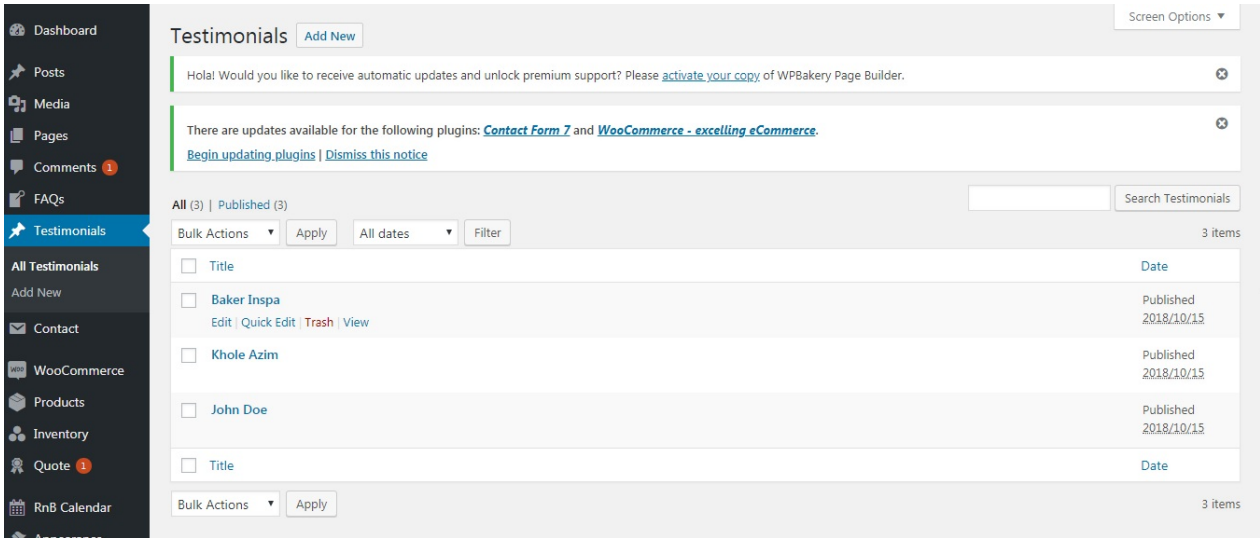 Dashboard
Posts
Media
Pages
Comments 1
FAQs
Testimonials
All Testimonials
Add New
Contact
WooCommerce
Products
Inventory
Quote 1
RnB Calendar
Appearance
Screen Options ▼
Testimonials Add New
Hola! Would you like to receive automatic updates and unlock premium support? Please activate your copy of WPBakery Page Builder.
There are updates available for the following plugins: Contact Form 7 and WooCommerce - excelling eCommerce.
Begin updating plugins | Dismiss this notice
All (3) | Published (3)
Search Testimonials
Bulk Actions ▼ Apply All dates ▼ Filter 3 items
Title Date
Baker Inspa Published
Edit | Quick Edit | Trash | View 2018/10/15
Khole Azim Published
2018/10/15
John Doe Published
2018/10/15
Title Date
Bulk Actions ▼ Apply 3 items